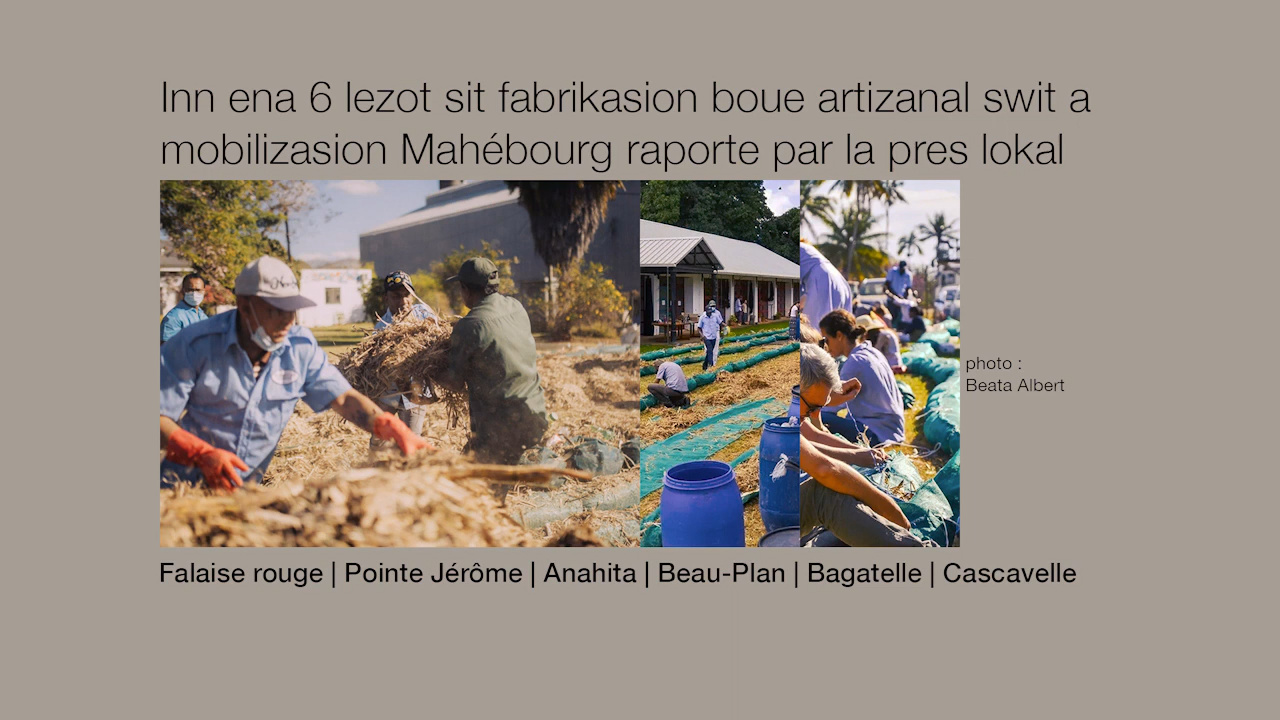 Inn ena 6 lezot sit fabrikasion boue artizanal swit a
mobilizasion Mahébourg raporte par la pres lokal
photo :
Beata Albert
Falaise rouge | Pointe Jérôme | Anahita | Beau-Plan | Bagatelle | Cascavelle